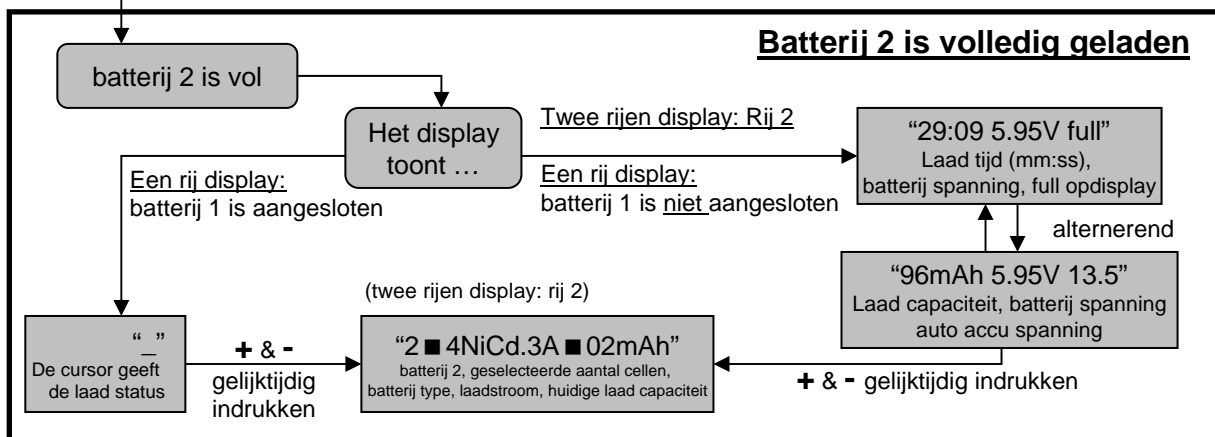 Batterij 2 is volledig geladen
batterij 2 is vol
Het display
toont …
Twee rijen display: Rij 2
Een rij display:
batterij 1 is niet aangesloten
“29:09 5.95V full”
Laad tijd (mm:ss),
batterij spanning, full opdisplay
alternerend
“96mAh 5.95V 13.5”
Laad capaciteit, batterij spanning
auto accu spanning
+ & - gelijktijdig indrukken
Een rij display:
batterij 1 is aangesloten
“_”
De cursor geeft
de laad status
+ & -
gelijktijdig
indrukken
(twee rijen display: rij 2)
“2 ■ 4NiCd.3A ■ 02mAh”
batterij 2, geselecteerde aantal cellen,
batterij type, laadstroom, huidige laad capaciteit